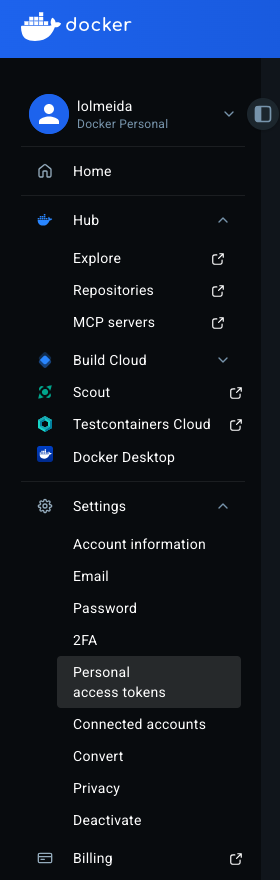 docker
lolmeida
Docker Personal
Home
Hub
Explore
Repositories
MCP servers
Build Cloud
Scout
Testcontainers Cloud
Docker Desktop
Settings
Account information
Email
Password
2FA
Personal
access tokens
Connected accounts
Convert
Privacy
Deactivate
Billing